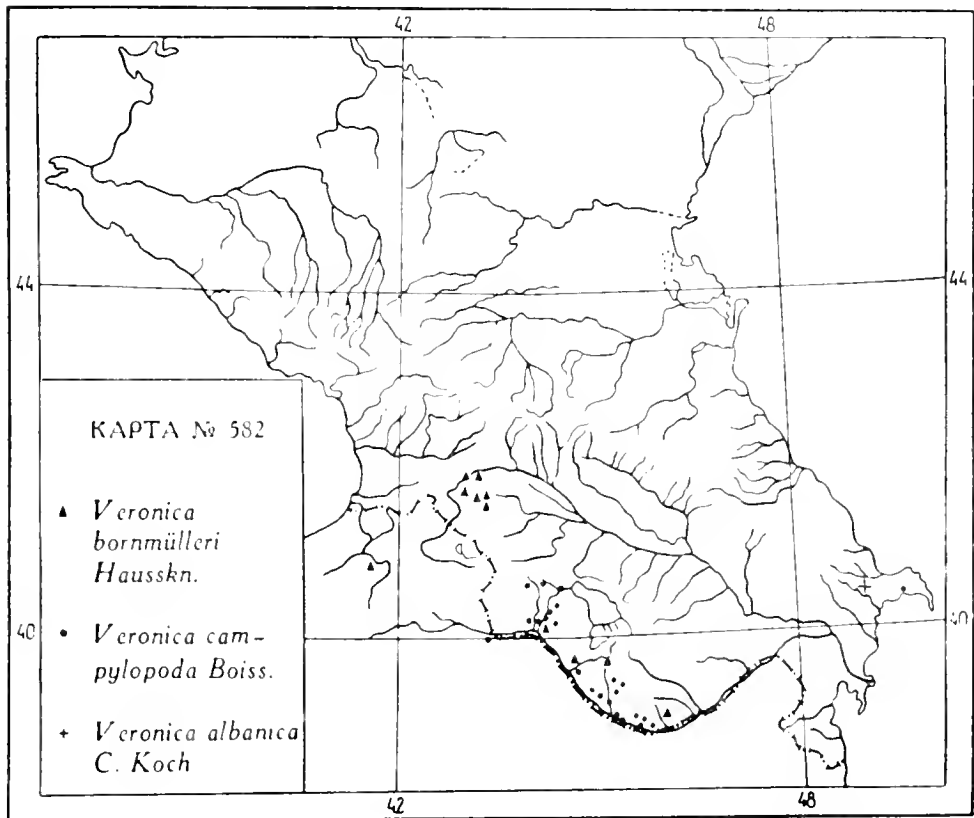 42 48
44 44
КАРТА № 582
▲ Veronica
bornmülleri
Hausskn.
40 40
• Veronica cam-
pylopoda Boiss.
+ Veronica albanica
C. Koch
42 48